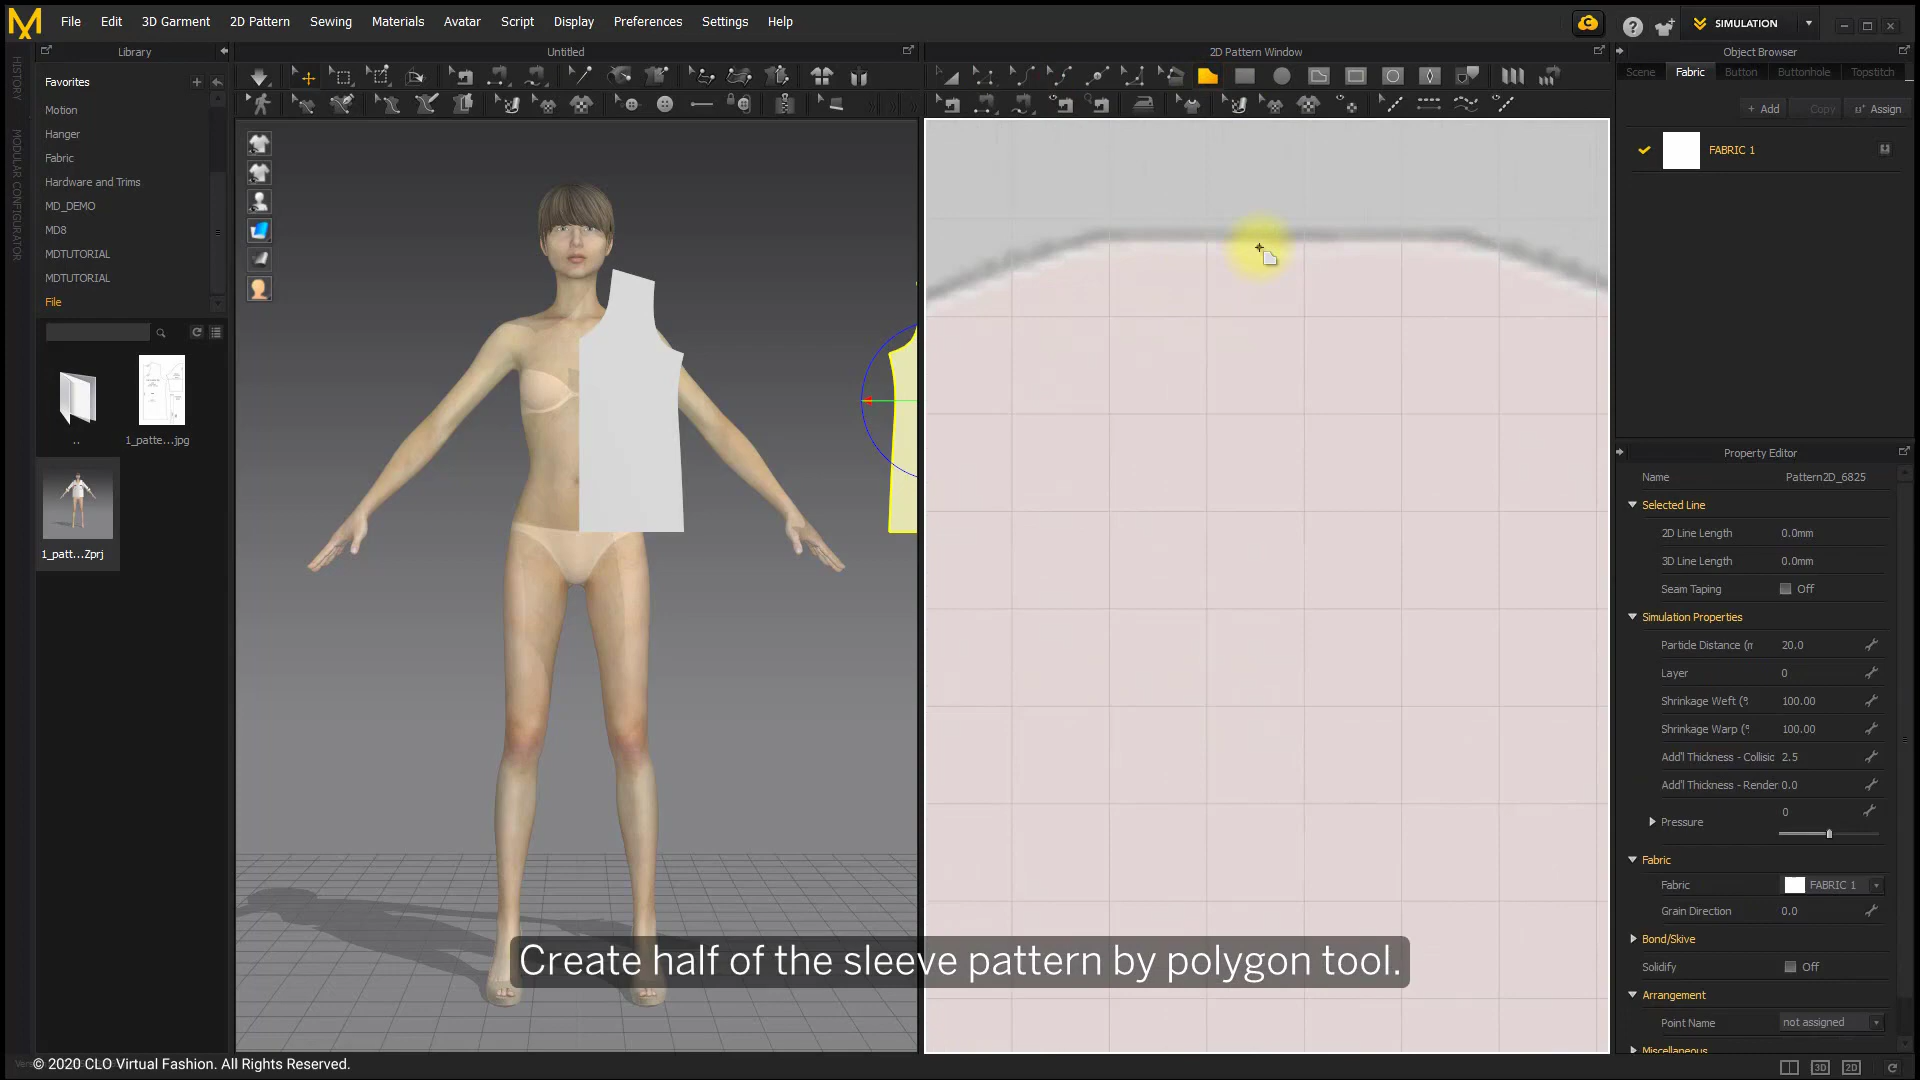 File Edit 3D Garment 2D Pattern Sewing Materials Avatar Script Display Preferences Settings Help
SIMULATION
Library
Untitled
2D Pattern Window
Object Browser
HISTORY
MODULAR CONFIGURATOR
Favorites
Motion
Hanger
Fabric
Hardware and Trims
MD_DEMO
MD8
MDTUTORIAL
MDTUTORIAL
File
..
1_patte...jpg
1_patt...Zprj
Scene Fabric Button Buttonhole Topstitch
+ Add Copy Assign
FABRIC 1
Property Editor
Name Pattern2D_6825
Selected Line
2D Line Length 0.0mm
3D Line Length 0.0mm
Seam Taping Off
Simulation Properties
Particle Distance (m 20.0
Layer 0
Shrinkage Weft (% 100.00
Shrinkage Warp (% 100.00
Add'l Thickness - Collisic 2.5
Add'l Thickness - Render 0.0
Pressure 0
Fabric
Fabric FABRIC 1
Grain Direction 0.0
Bond/Skive
Solidify Off
Arrangement
Point Name not assigned
Miscellaneous
Create half of the sleeve pattern by polygon tool.
© 2020 CLO Virtual Fashion. All Rights Reserved.
3D 2D